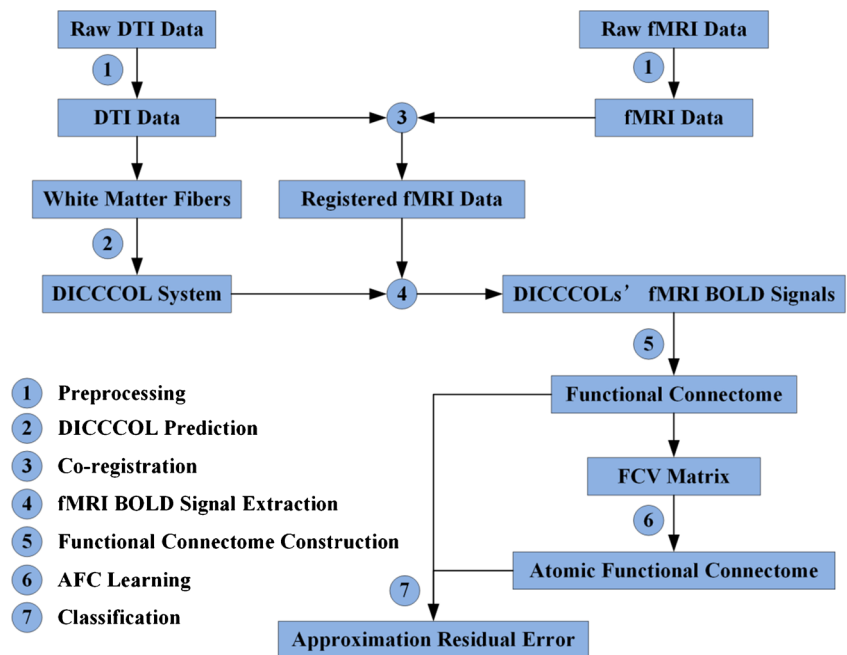 Raw DTI Data
Raw fMRI Data
1
1
DTI Data
3
fMRI Data
White Matter Fibers
Registered fMRI Data
2
DICCCOL System
4
DICCCOLs’ fMRI BOLD Signals
5
Functional Connectome
FCV Matrix
6
Atomic Functional Connectome
7
Approximation Residual Error
1 Preprocessing
2 DICCCOL Prediction
3 Co-registration
4 fMRI BOLD Signal Extraction
5 Functional Connectome Construction
6 AFC Learning
7 Classification